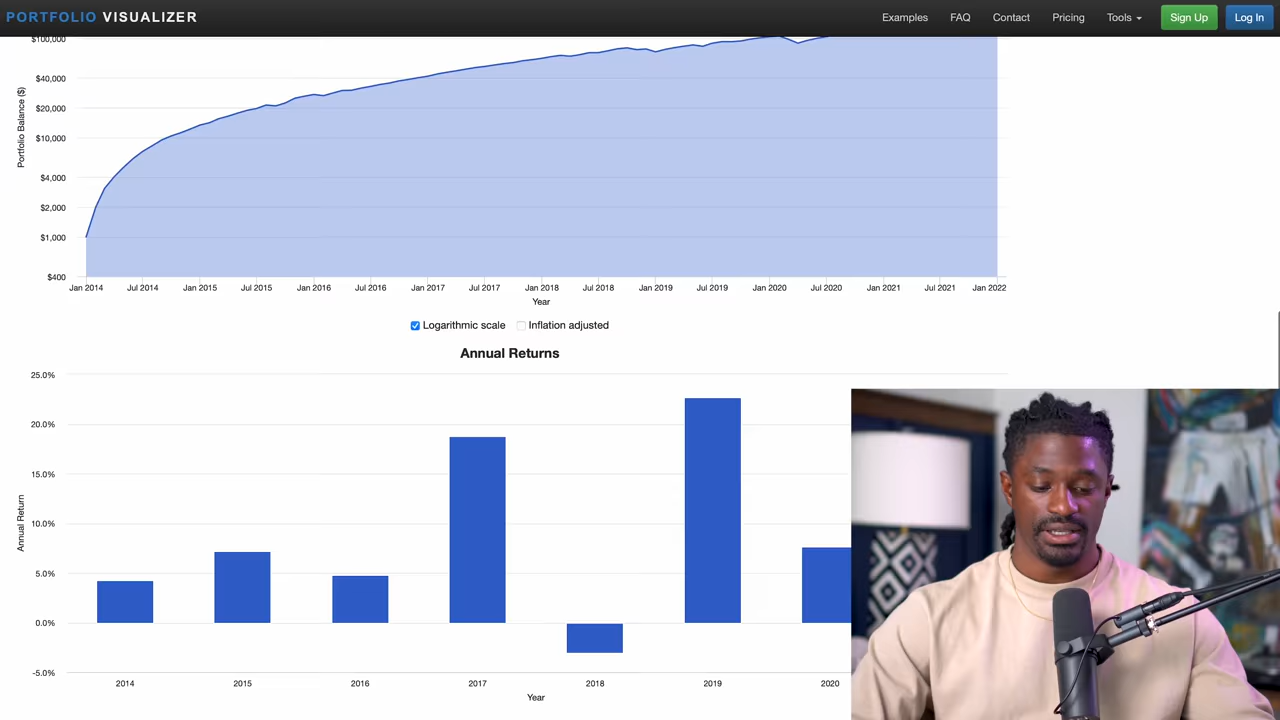 PORTFOLIO VISUALIZER
Examples FAQ Contact Pricing Tools Sign Up Log In
$100,000
$40,000
$20,000
$10,000
$4,000
$2,000
$1,000
$400
Portfolio Balance ($)
Jan 2014 Jul 2014 Jan 2015 Jul 2015 Jan 2016 Jul 2016 Jan 2017 Jul 2017 Jan 2018 Jul 2018 Jan 2019 Jul 2019 Jan 2020 Jul 2020 Jan 2021 Jul 2021 Jan 2022
Year
Logarithmic scale Inflation adjusted
Annual Returns
25.0%
20.0%
15.0%
10.0%
5.0%
0.0%
-5.0%
Annual Return
2014 2015 2016 2017 2018 2019 2020
Year